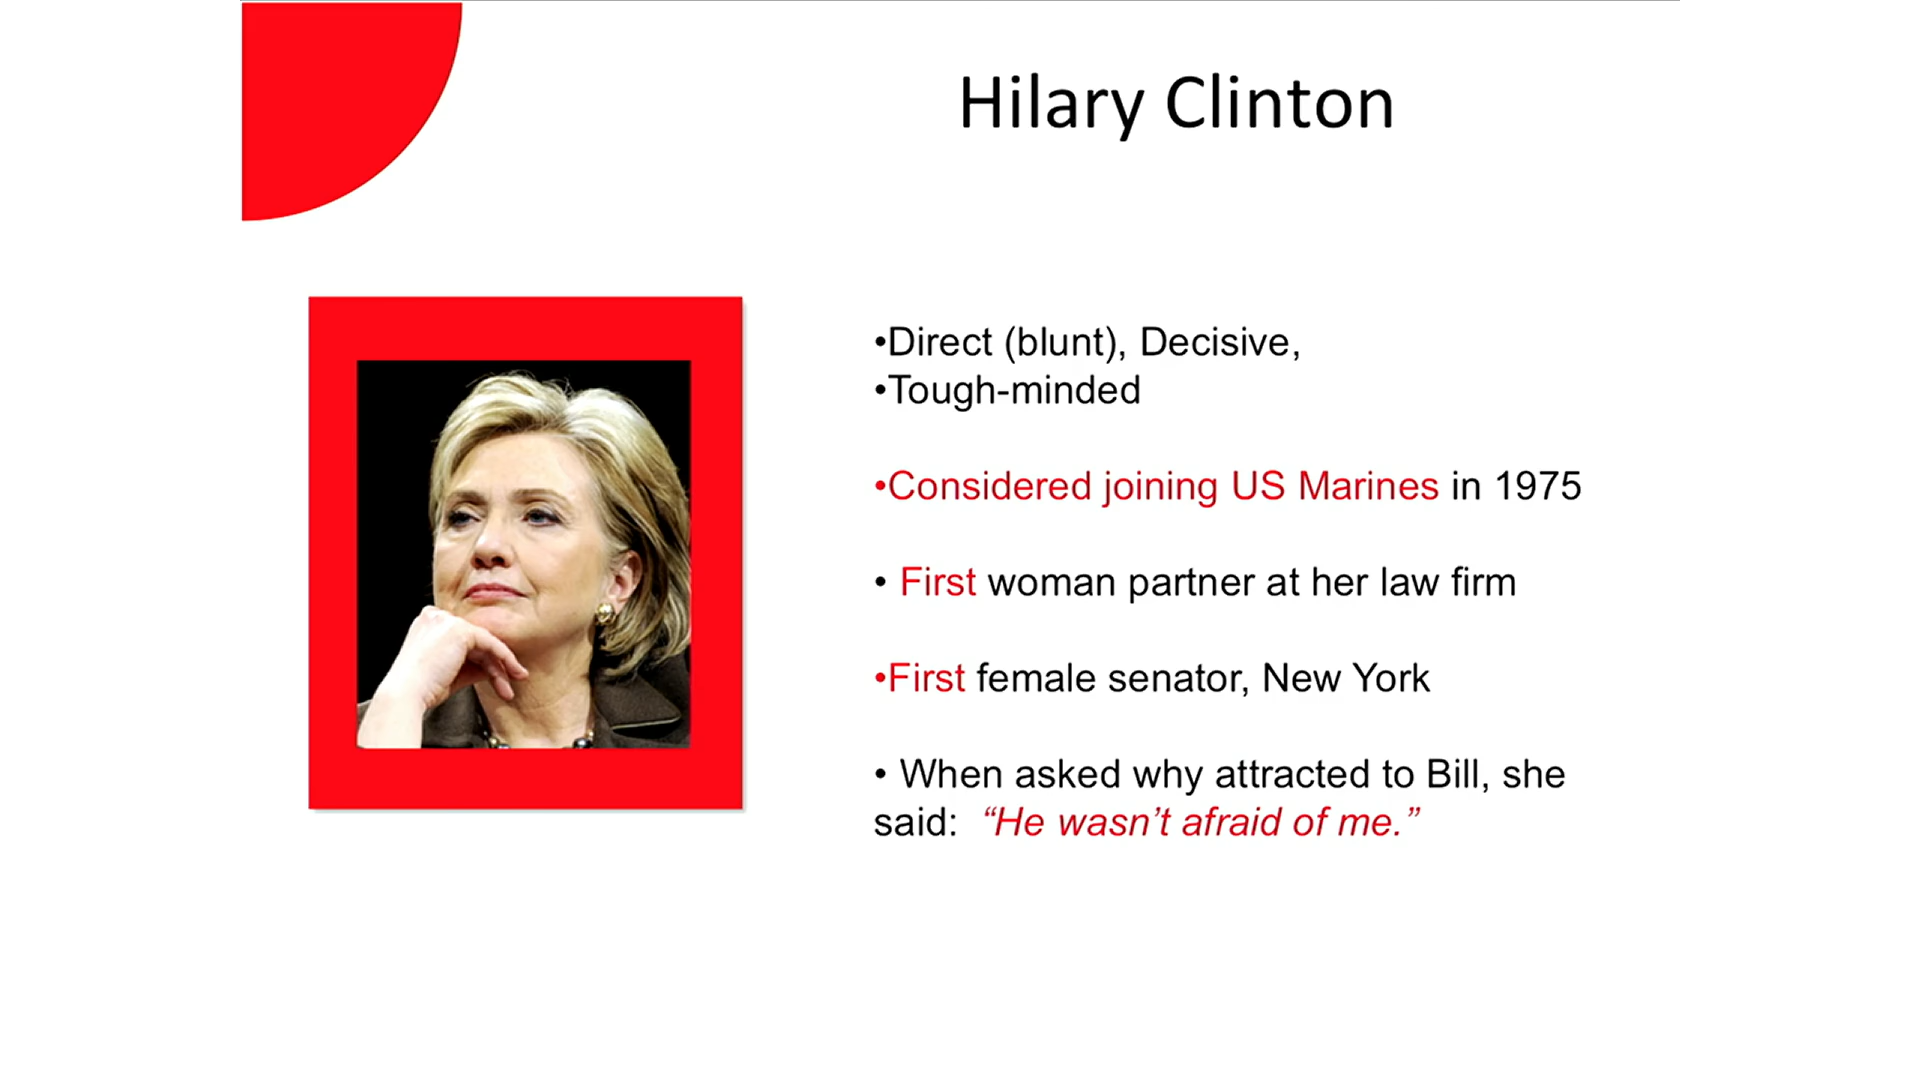 Hilary Clinton
•Direct (blunt), Decisive,
•Tough-minded
•Considered joining US Marines in 1975
• First woman partner at her law firm
•First female senator, New York
• When asked why attracted to Bill, she
said: “He wasn’t afraid of me.”